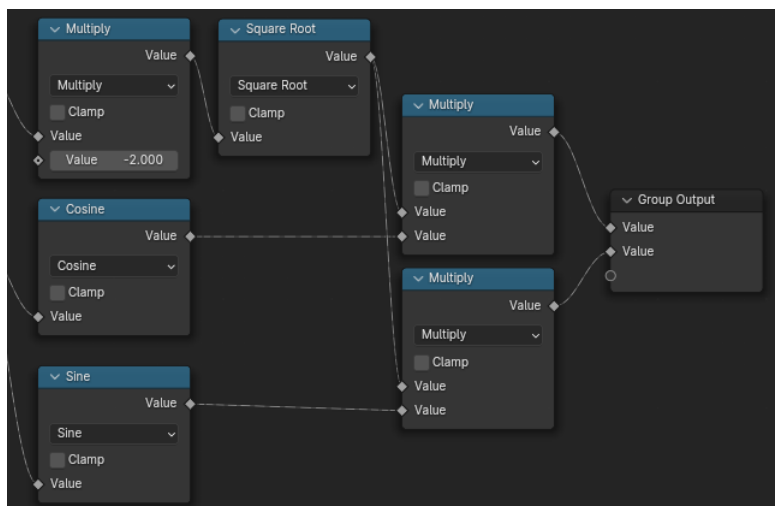 Multiply
Value
Multiply
Clamp
Value
Value -2.000
Square Root
Value
Square Root
Clamp
Value
Cosine
Value
Cosine
Clamp
Value
Sine
Value
Sine
Clamp
Value
Multiply
Value
Multiply
Clamp
Value
Value
Multiply
Value
Multiply
Clamp
Value
Value
Group Output
Value
Value